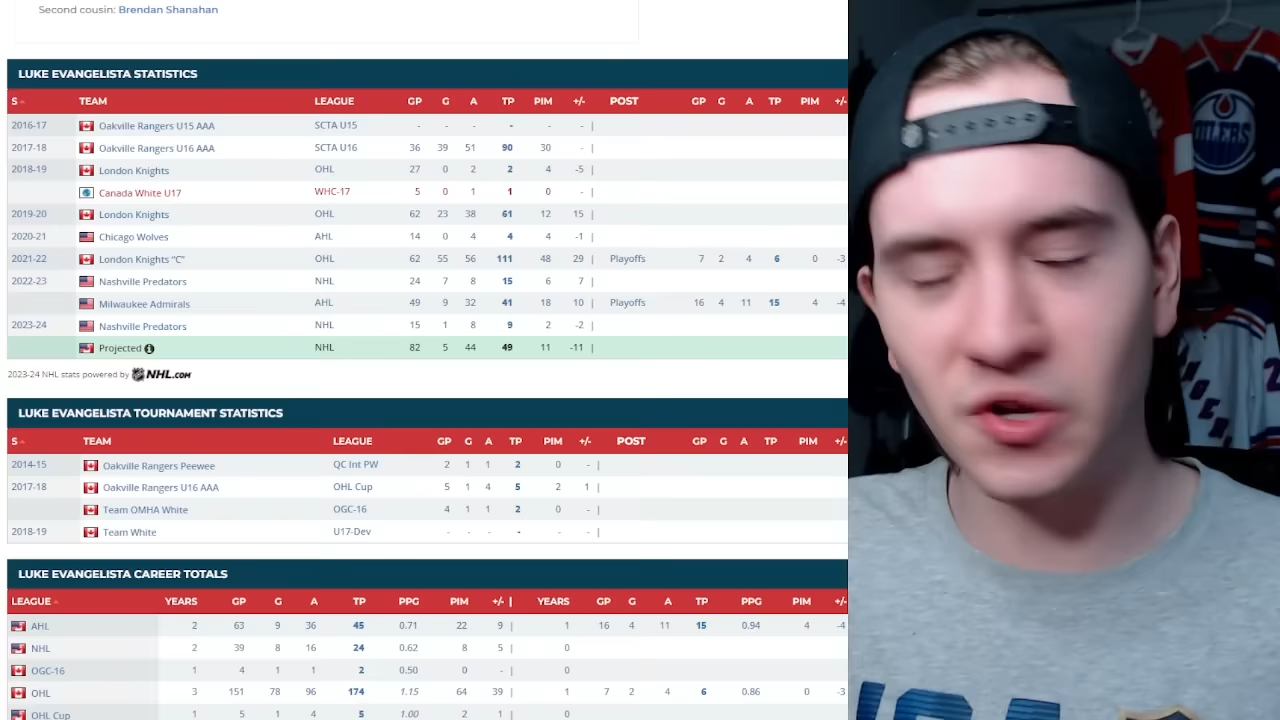 Second cousin: Brendan Shanahan
LUKE EVANGELISTA STATISTICS
S TEAM LEAGUE GP G A TP PIM +/- POST GP G A TP PIM +/-
2016-17 Oakville Rangers U15 AAA SCTA U15 - - - - - - |
2017-18 Oakville Rangers U16 AAA SCTA U16 36 39 51 90 30 - |
2018-19 London Knights OHL 27 0 2 2 4 -5 |
Canada White U17 WHC-17 5 0 1 1 0 - |
2019-20 London Knights OHL 62 23 38 61 12 15 |
2020-21 Chicago Wolves AHL 14 0 4 4 4 -1 |
2021-22 London Knights “C” OHL 62 55 56 111 48 29 | Playoffs 7 2 4 6 0 -3
2022-23 Nashville Predators NHL 24 7 8 15 6 7 |
Milwaukee Admirals AHL 49 9 32 41 18 10 | Playoffs 16 4 11 15 4 -4
2023-24 Nashville Predators NHL 15 1 8 9 2 -2 |
Projected NHL 82 5 44 49 11 -11 |
2023-24 NHL stats powered by NHL.COM
LUKE EVANGELISTA TOURNAMENT STATISTICS
S TEAM LEAGUE GP G A TP PIM +/- POST GP G A TP PIM +/-
2014-15 Oakville Rangers Peewee QC Int PW 2 1 1 2 0 - |
2017-18 Oakville Rangers U16 AAA OHL Cup 5 1 4 5 2 1 |
Team OMHA White OGC-16 4 1 1 2 0 - |
2018-19 Team White U17-Dev - - - - - - |
LUKE EVANGELISTA CAREER TOTALS
LEAGUE YEARS GP G A TP PPG PIM +/- | YEARS GP G A TP PPG PIM +/-
AHL 2 63 9 36 45 0.71 22 9 | 1 16 4 11 15 0.94 4 -4
NHL 2 39 8 16 24 0.62 8 5 | 0
OGC-16 1 4 1 1 2 0.50 0 - | 0
OHL 3 151 78 96 174 1.15 64 39 | 1 7 2 4 6 0.86 0 -3
OHL Cup 1 5 1 4 5 1.00 2 1 | 0
OILERS